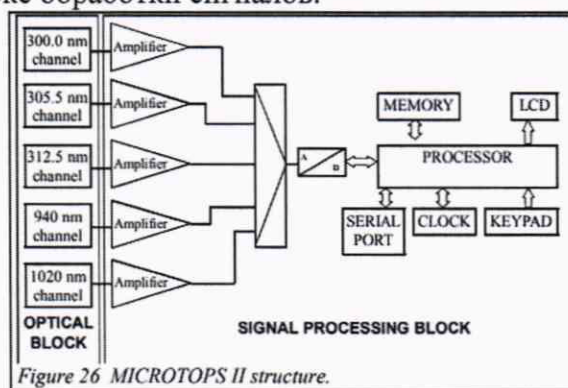 обработки сигналов.
300.0 nm
channel
Amplifier
305.5 nm
channel
Amplifier
312.5 nm
channel
Amplifier
940 nm
channel
Amplifier
1020 nm
channel
Amplifier
A
D
MEMORY
LCD
PROCESSOR
SERIAL
PORT
CLOCK
KEYPAD
OPTICAL
BLOCK
SIGNAL PROCESSING BLOCK
Figure 26 MICROTOPS II structure.